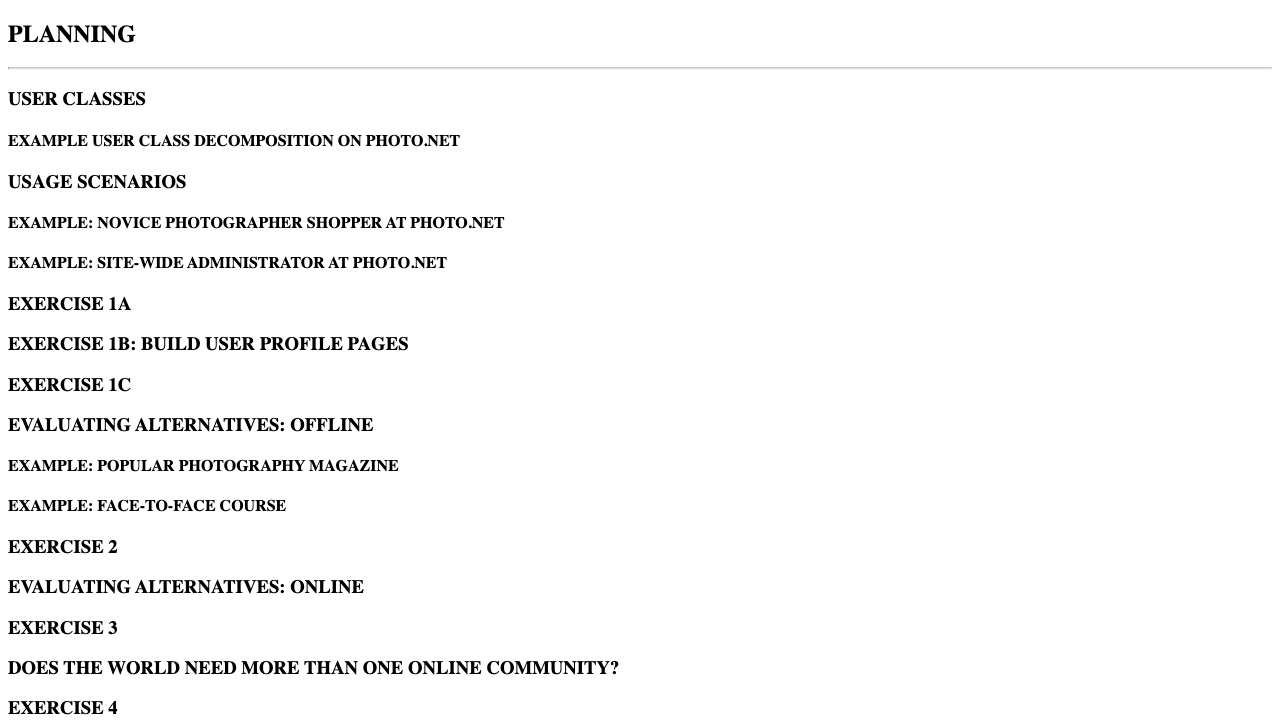 PLANNING
USER CLASSES
EXAMPLE USER CLASS DECOMPOSITION ON PHOTO.NET
USAGE SCENARIOS
EXAMPLE: NOVICE PHOTOGRAPHER SHOPPER AT PHOTO.NET
EXAMPLE: SITE-WIDE ADMINISTRATOR AT PHOTO.NET
EXERCISE 1A
EXERCISE 1B: BUILD USER PROFILE PAGES
EXERCISE 1C
EVALUATING ALTERNATIVES: OFFLINE
EXAMPLE: POPULAR PHOTOGRAPHY MAGAZINE
EXAMPLE: FACE-TO-FACE COURSE
EXERCISE 2
EVALUATING ALTERNATIVES: ONLINE
EXERCISE 3
DOES THE WORLD NEED MORE THAN ONE ONLINE COMMUNITY?
EXERCISE 4